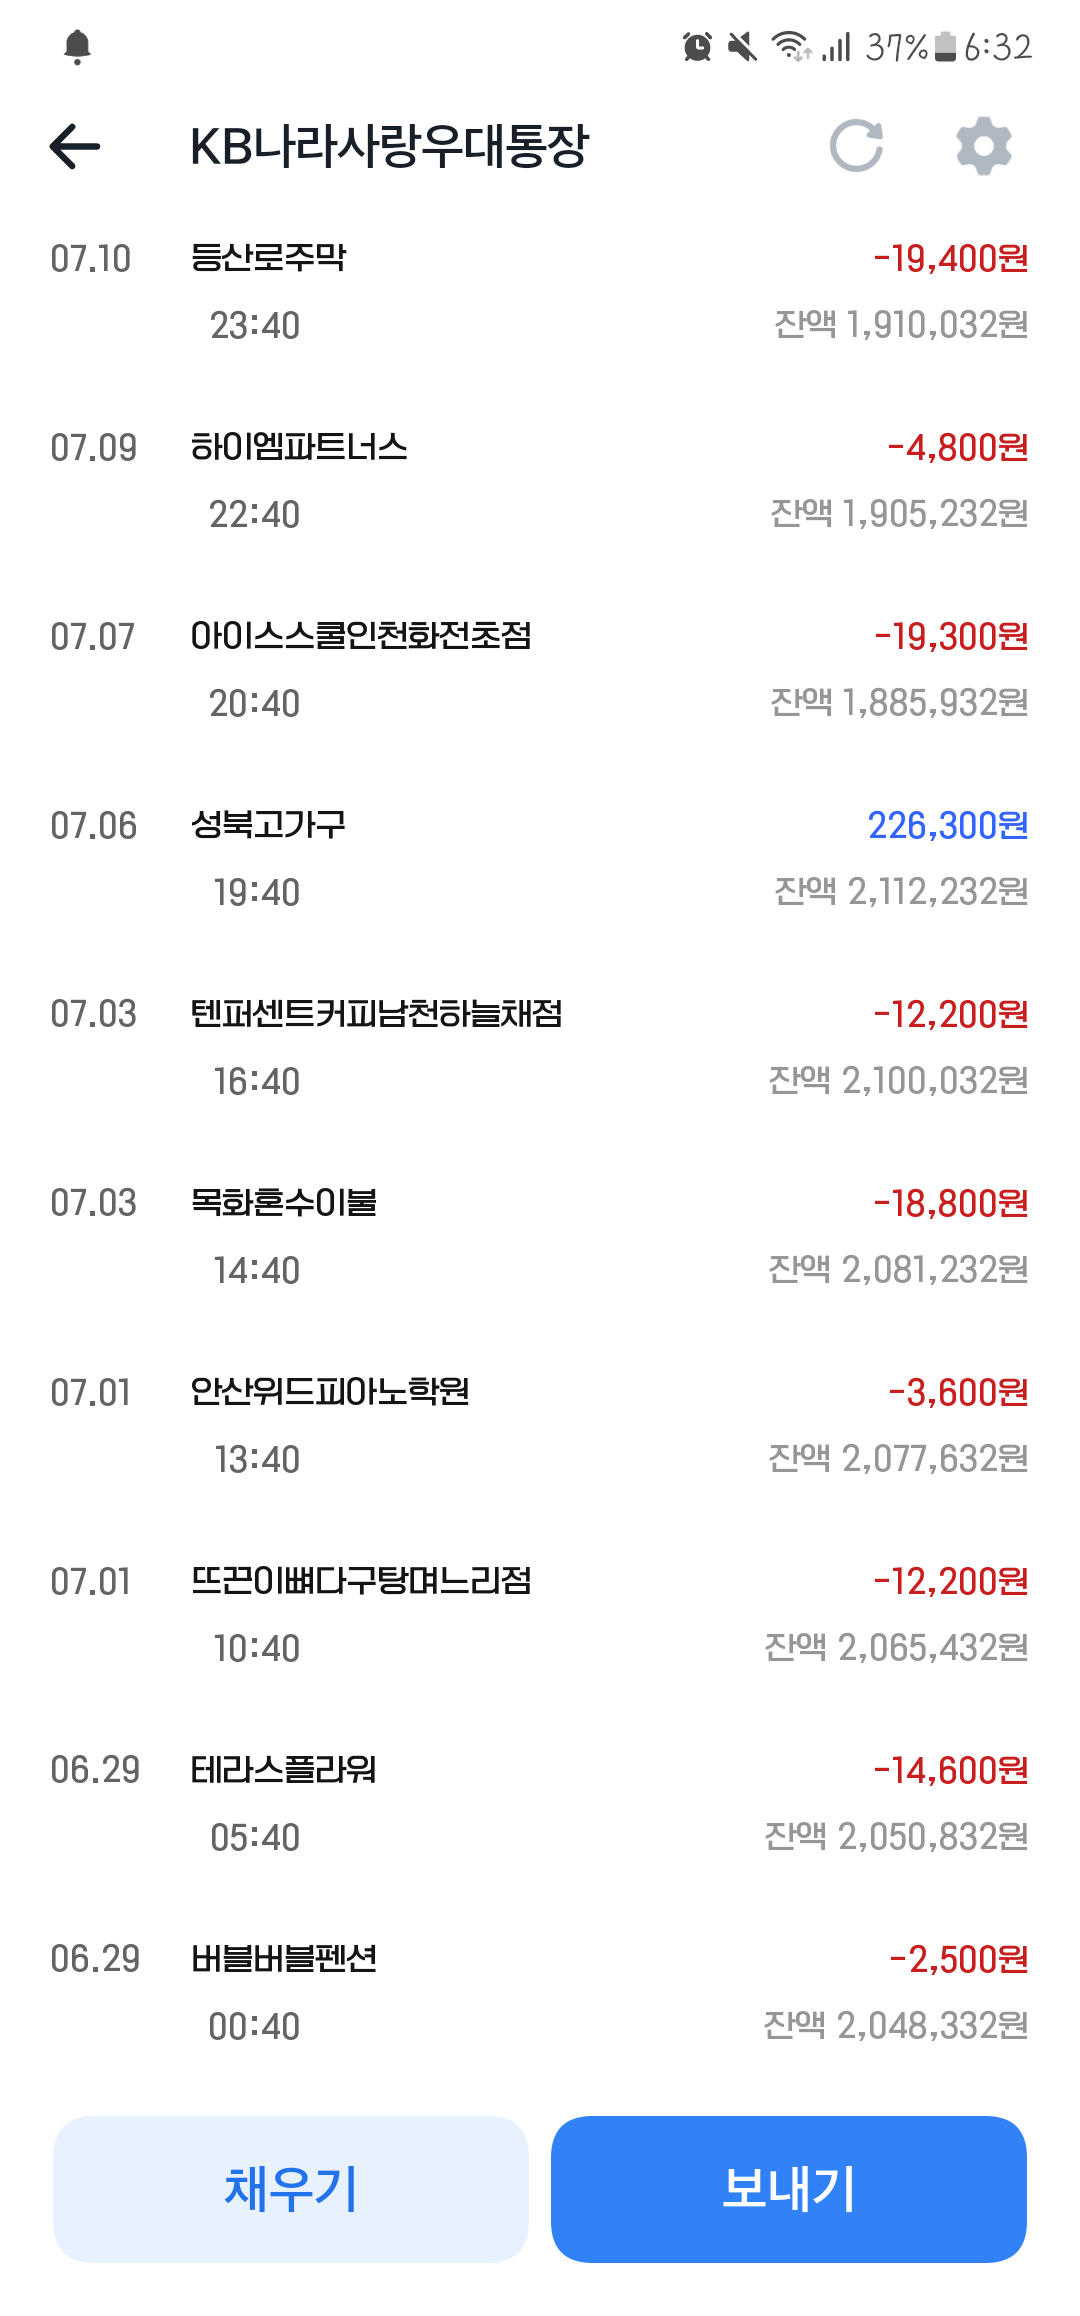 37% 6:32
KB나라사랑우대통장
07.10 등산로주막 -19,400원
23:40 잔액 1,910,032원
07.09 하이엠파트너스 -4,800원
22:40 잔액 1,905,232원
07.07 아이스스쿨인천화전초점 -19,300원
20:40 잔액 1,885,932원
07.06 성북고가구 226,300원
19:40 잔액 2,112,232원
07.03 텐퍼센트커피남천하늘채점 -12,200원
16:40 잔액 2,100,032원
07.03 목화혼수이불 -18,800원
14:40 잔액 2,081,232원
07.01 안산위드피아노학원 -3,600원
13:40 잔액 2,077,632원
07.01 뜨끈이뼈다구탕며느리점 -12,200원
10:40 잔액 2,065,432원
06.29 테라스플라워 -14,600원
05:40 잔액 2,050,832원
06.29 버블버블펜션 -2,500원
00:40 잔액 2,048,332원
채우기 보내기